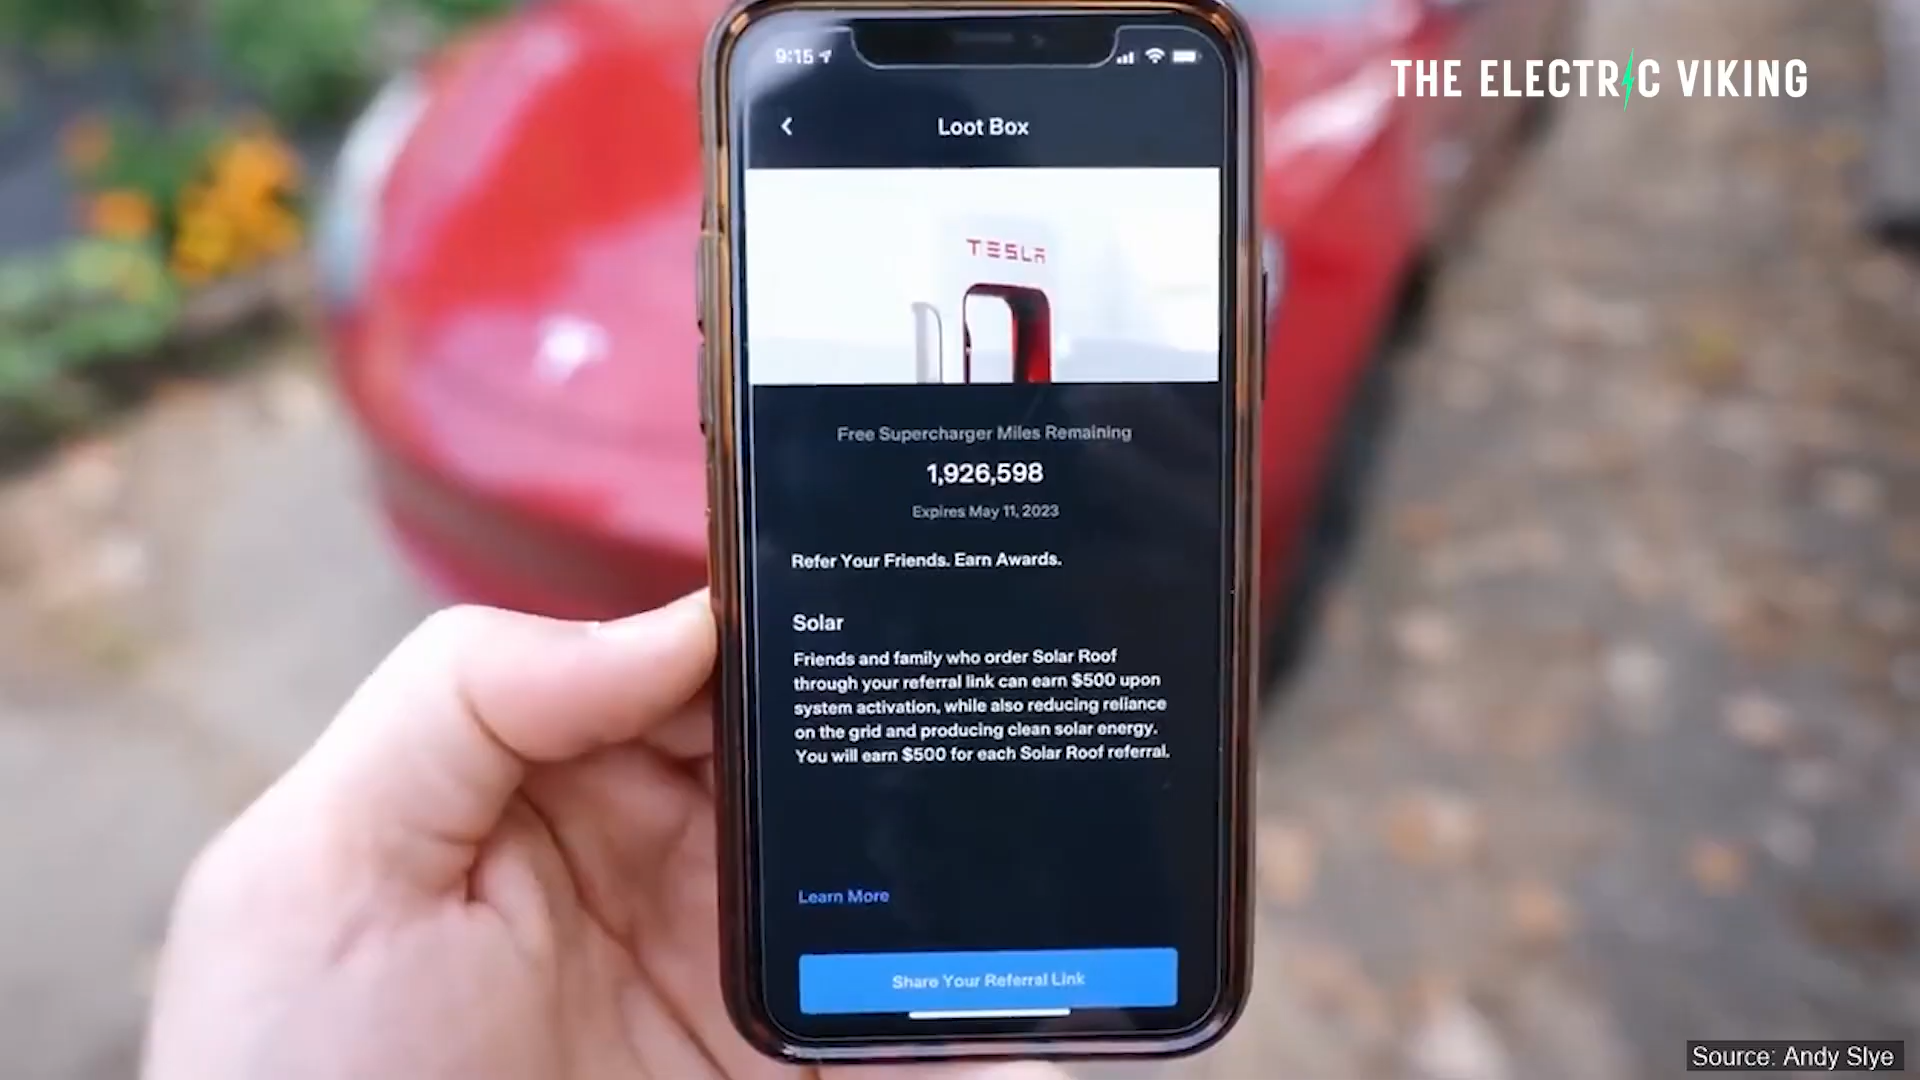 9:15
THE ELECTRIC VIKING
Loot Box
TESLA
Free Supercharger Miles Remaining
1,926,598
Expires May 11, 2023
Refer Your Friends. Earn Awards.
Solar
Friends and family who order Solar Roof
through your referral link can earn $500 upon
system activation, while also reducing reliance
on the grid and producing clean solar energy.
You will earn $500 for each Solar Roof referral.
Learn More
Share Your Referral Link
Source: Andy Slye